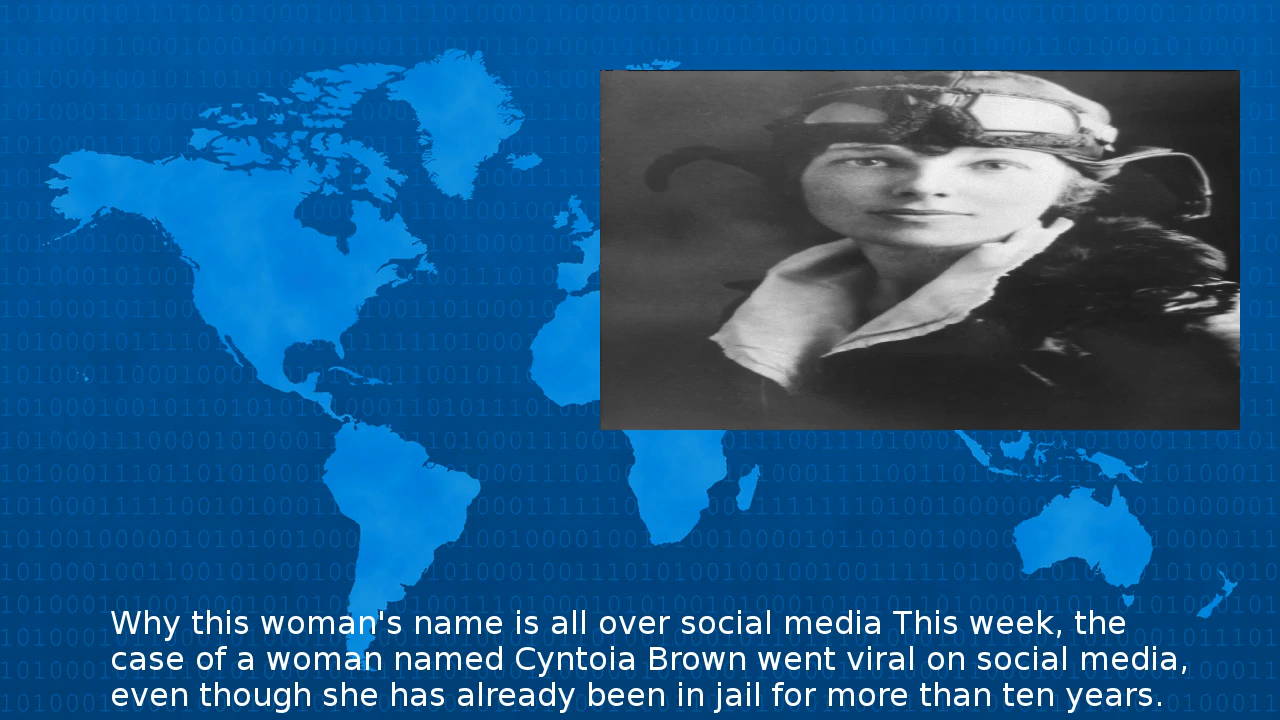 Why this woman's name is all over social media This week, the
case of a woman named Cyntoia Brown went viral on social media,
even though she has already been in jail for more than ten years.